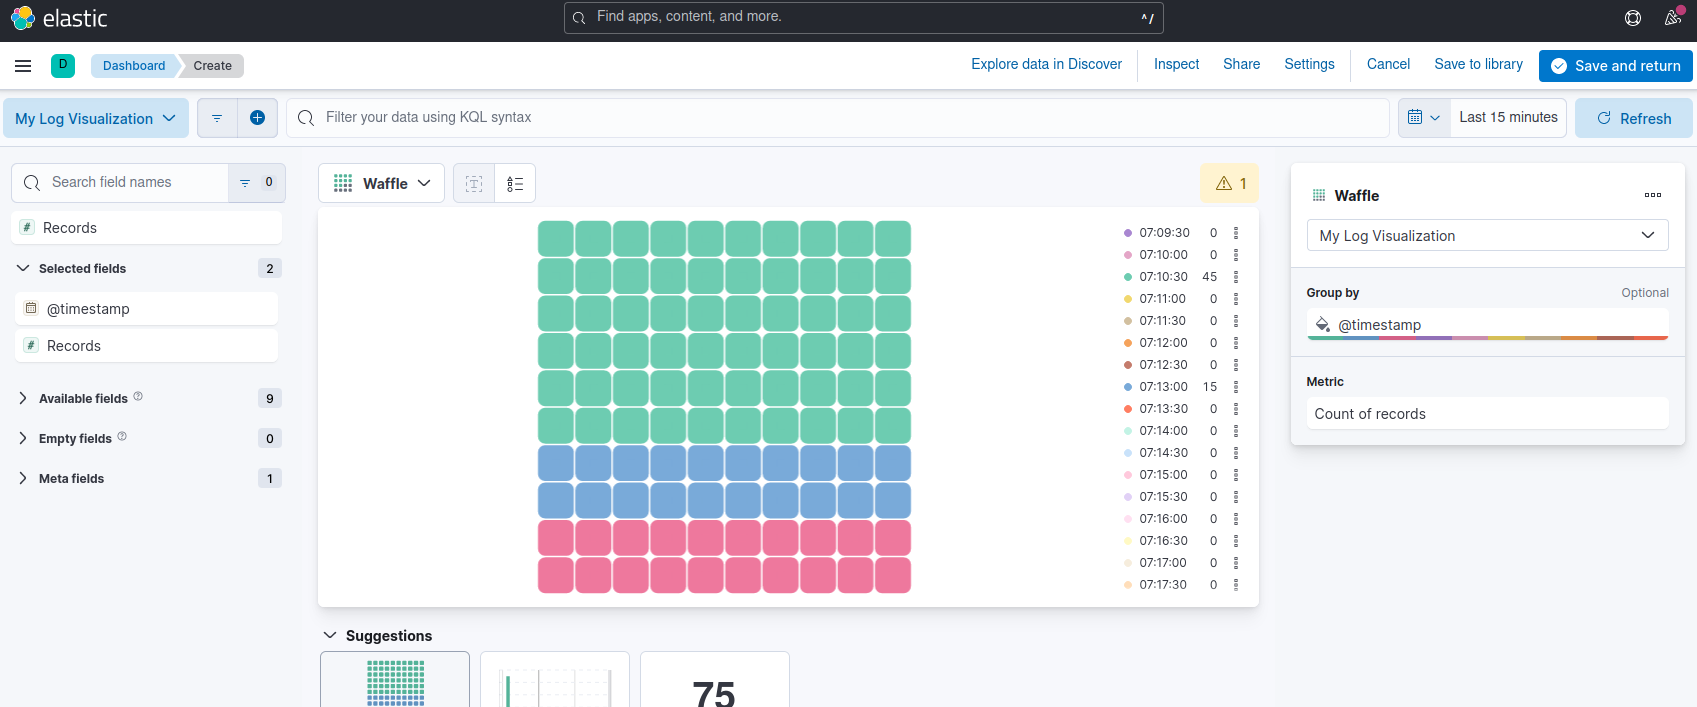 elastic
Find apps, content, and more.
^/
D
Dashboard
Create
Explore data in Discover
Inspect
Share
Settings
Cancel
Save to library
Save and return
My Log Visualization
Filter your data using KQL syntax
Last 15 minutes
Refresh
Search field names
0
# Records
Selected fields
2
@timestamp
# Records
Available fields
9
Empty fields
0
Meta fields
1
Waffle
1
07:09:30 0
07:10:00 0
07:10:30 45
07:11:00 0
07:11:30 0
07:12:00 0
07:12:30 0
07:13:00 15
07:13:30 0
07:14:00 0
07:14:30 0
07:15:00 0
07:15:30 0
07:16:00 0
07:16:30 0
07:17:00 0
07:17:30 0
Suggestions
75
Waffle
My Log Visualization
Group by
Optional
@timestamp
Metric
Count of records